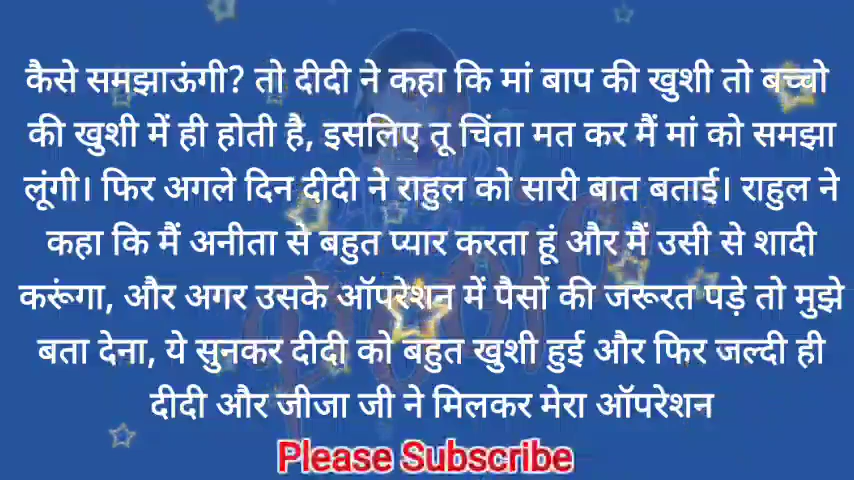 कैसे समझाऊंगी? तो दीदी ने कहा कि मां बाप की खुशी तो बच्चो
की खुशी में ही होती है, इसलिए तू चिंता मत कर मैं मां को समझा
लूंगी। फिर अगले दिन दीदी ने राहुल को सारी बात बताई। राहुल ने
कहा कि मैं अनीता से बहुत प्यार करता हूं और मैं उसी से शादी
करूंगा, और अगर उसके ऑपरेशन में पैसों की जरूरत पड़े तो मुझे
बता देना, ये सुनकर दीदी को बहुत खुशी हुई और फिर जल्दी ही
दीदी और जीजा जी ने मिलकर मेरा ऑपरेशन
Please Subscribe